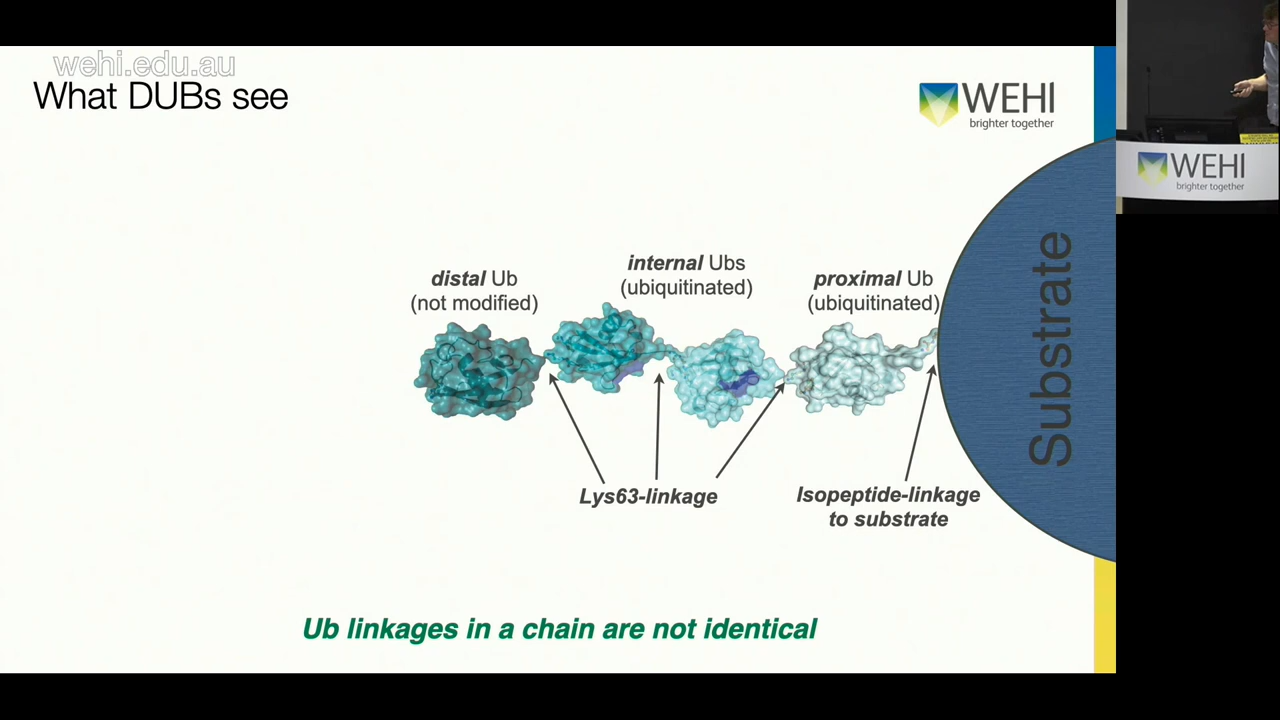 wehi.edu.au
What DUBs see
WEHI
brighter together
WEHI
brighter together
distal Ub
(not modified)
internal Ubs
(ubiquitinated)
proximal Ub
(ubiquitinated)
Substrate
Lys63-linkage
Isopeptide-linkage
to substrate
Ub linkages in a chain are not identical